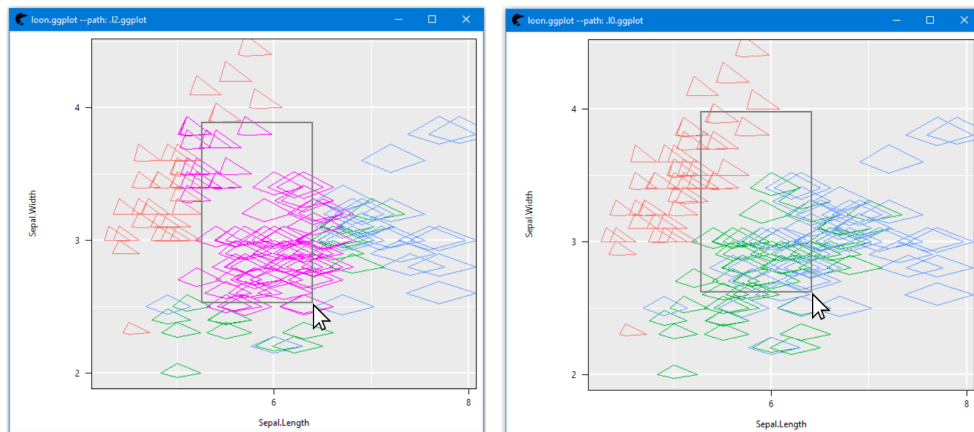 loon.ggplot --path: .l2.ggplot
4
3
2
Sepal.Width
6
8
Sepal.Length
loon.ggplot --path: .l0.ggplot
4
3
2
Sepal.Width
6
8
Sepal.Length